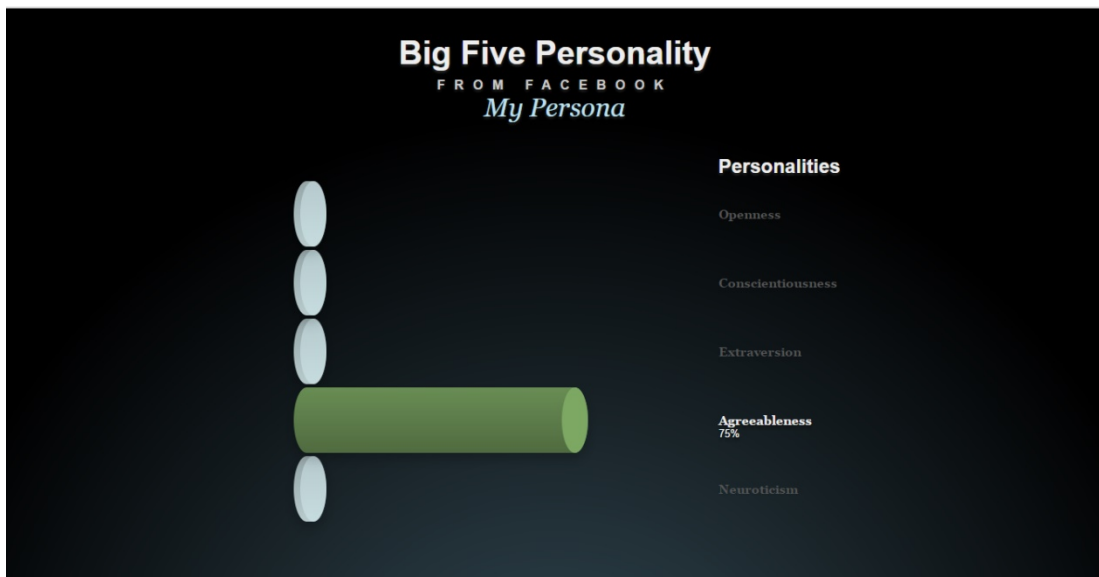 Big Five Personality
FROM FACEBOOK
My Persona
Personalities
Openness
Conscientiousness
Extraversion
Agreeableness
75%
Neuroticism